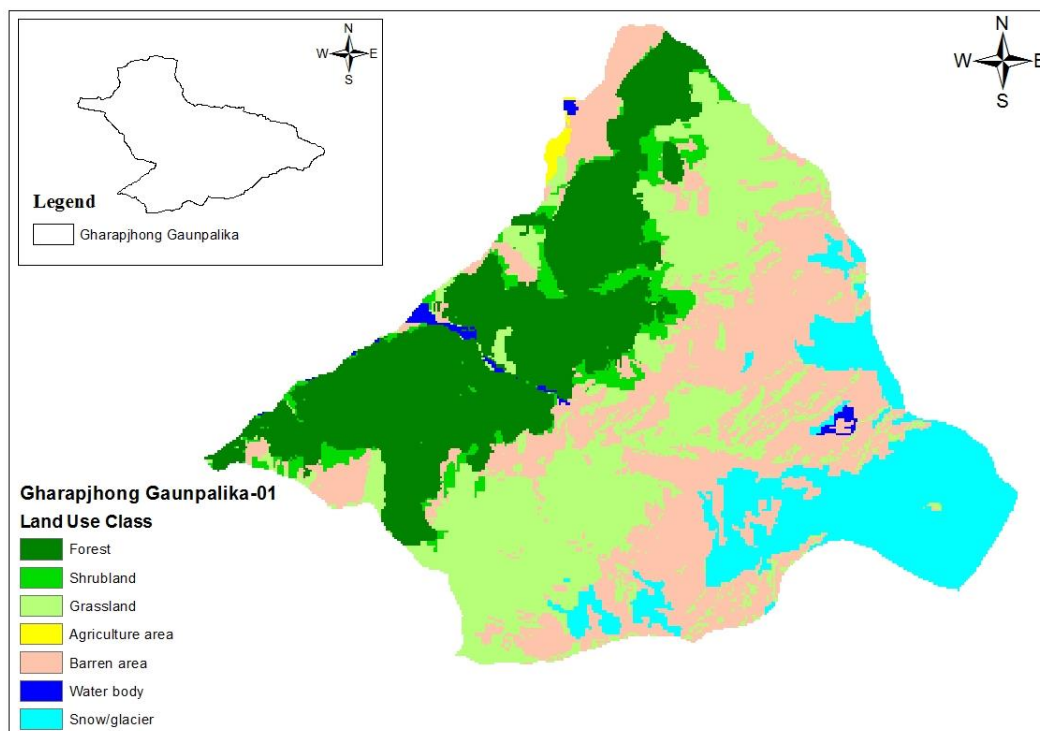 N
W E
S
Legend
Gharapjhong Gaunpalika
N
W E
S
Gharapjhong Gaunpalika-01
Land Use Class
Forest
Shrubland
Grassland
Agriculture area
Barren area
Water body
Snow/glacier